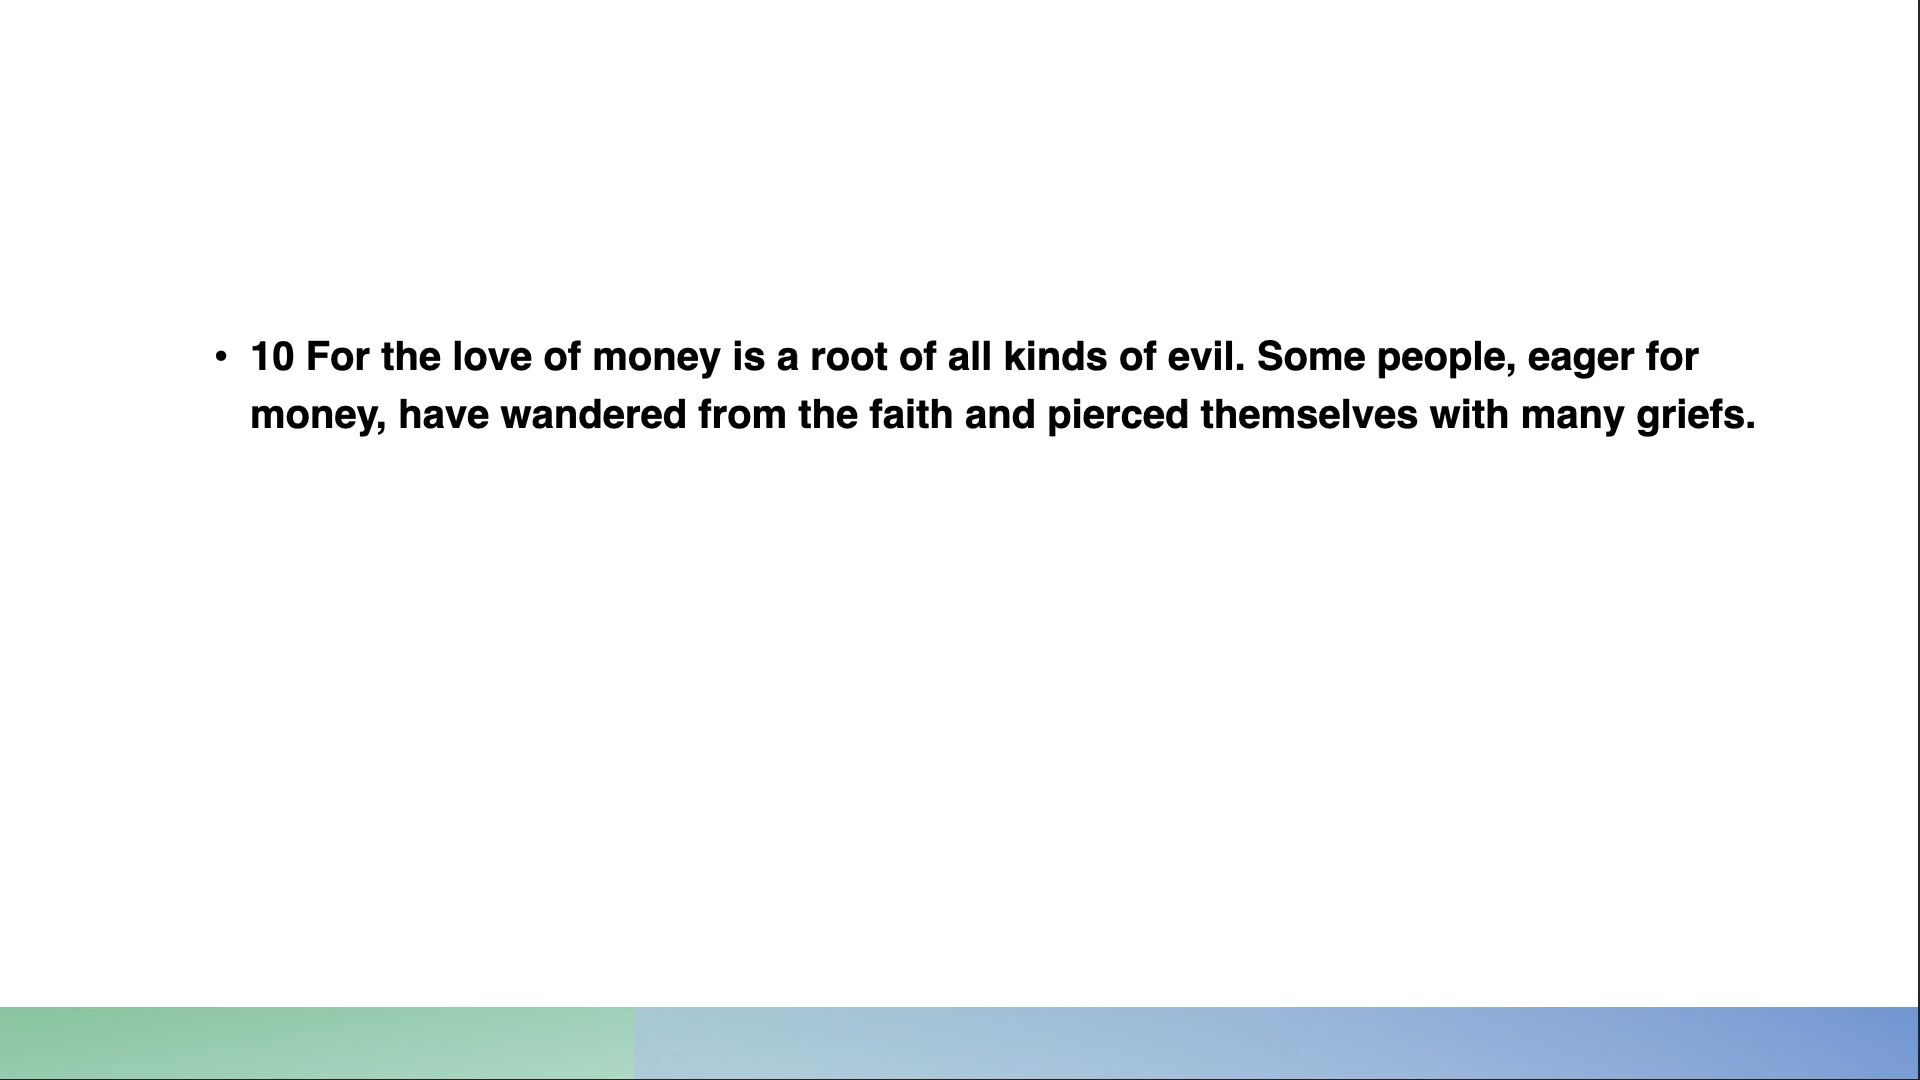 • 10 For the love of money is a root of all kinds of evil. Some people, eager for
money, have wandered from the faith and pierced themselves with many griefs.